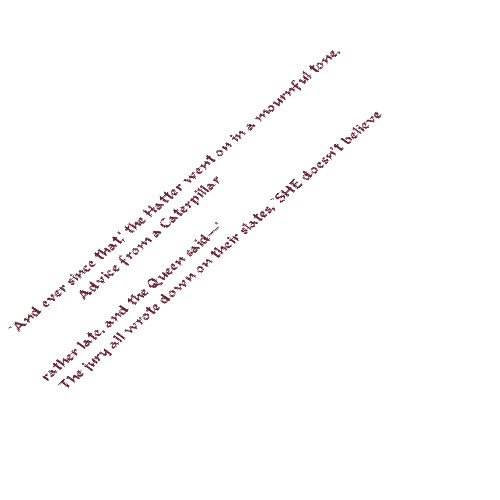 `And ever since that,' the Hatter went on in a mournful tone,
Advice from a Caterpillar
rather late, and the Queen said—'
The jury all wrote down on their slates, `SHE doesn't believe